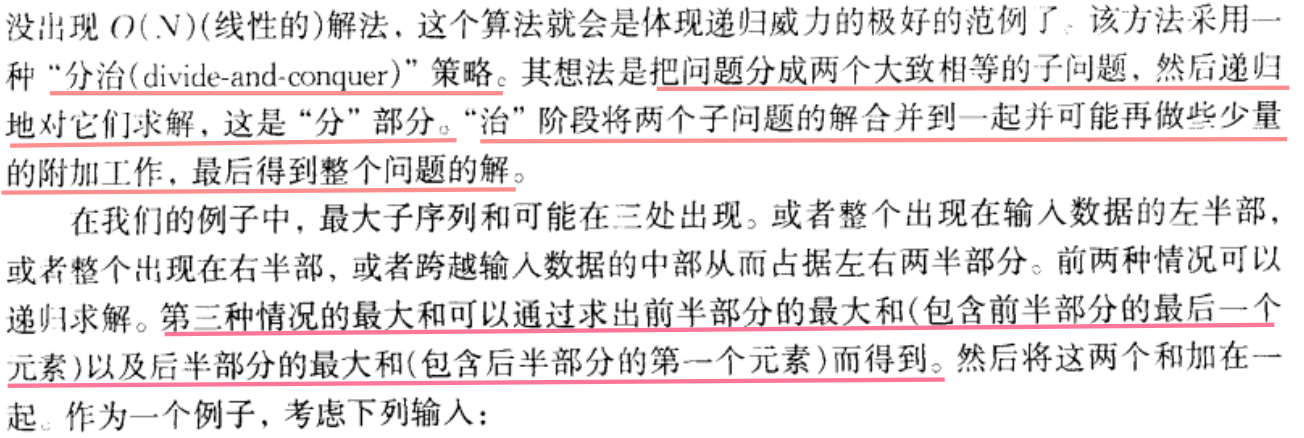 没出现 O(N)(线性的)解法，这个算法就会是体现递归威力的极好的范例了。该方法采用一
种 “分治(divide-and-conquer)” 策略。其想法是把问题分成两个大致相等的子问题，然后递归
地对它们求解，这是 “分” 部分。“治” 阶段将两个子问题的解合并到一起并可能再做些少量
的附加工作，最后得到整个问题的解。
在我们的例子中，最大子序列和可能在三处出现。或者整个出现在输入数据的左半部，
或者整个出现在右半部，或者跨越输入数据的中部从而占据左右两半部分。前两种情况可以
递归求解。第三种情况的最大和可以通过求出前半部分的最大和(包含前半部分的最后一个
元素)以及后半部分的最大和(包含后半部分的第一个元素)而得到。然后将这两个和加在一
起。作为一个例子，考虑下列输入：